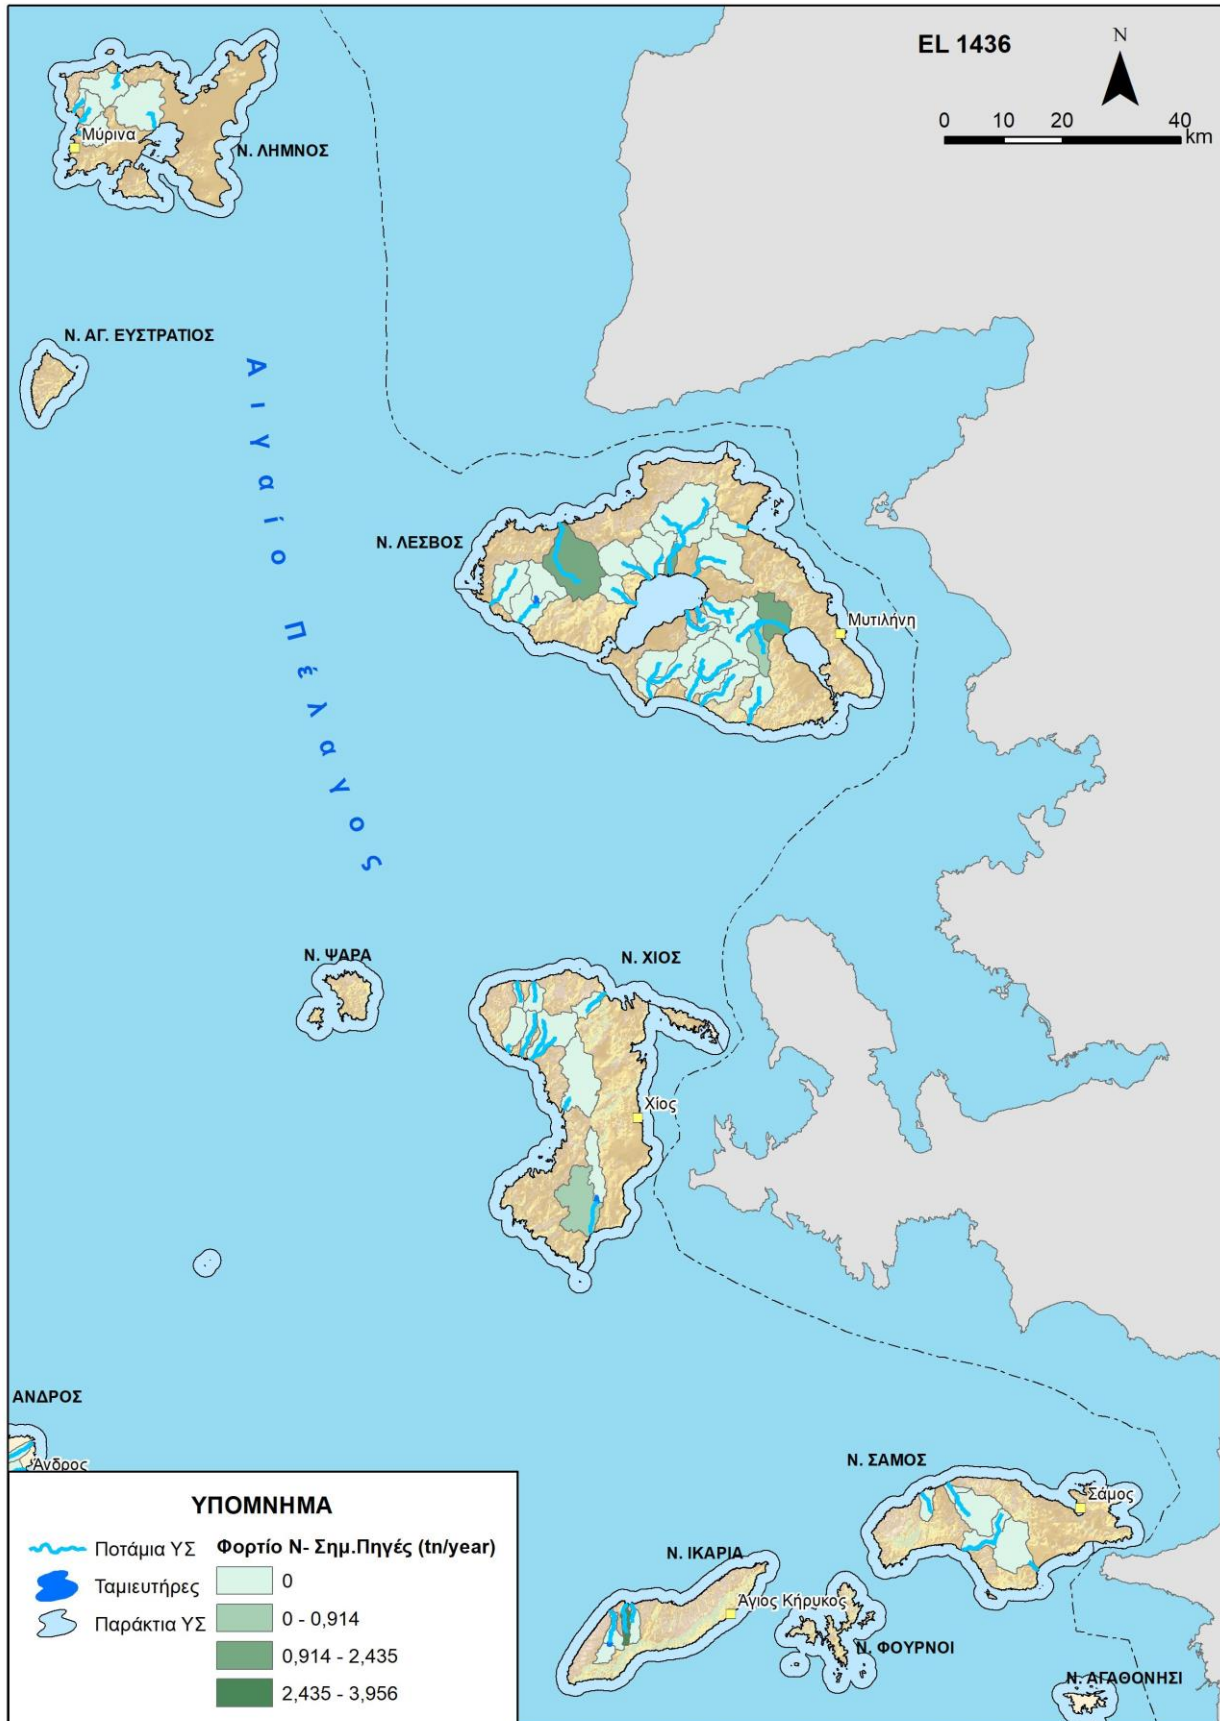 EL 1436
N
0 10 20 40
km
Μύρινα
Ν. ΛΗΜΝΟΣ
Ν. ΑΓ. ΕΥΣΤΡΑΤΙΟΣ
Αιγαίο Πέλαγος
Ν. ΛΕΣΒΟΣ
Μυτιλήνη
Ν. ΨΑΡΑ
Ν. ΧΙΟΣ
Χίος
ΑΝΔΡΟΣ
Άνδρος
Ν. ΣΑΜΟΣ
Σάμος
Ν. ΙΚΑΡΙΑ
Άγιος Κήρυκος
Ν. ΦΟΥΡΝΟΙ
Ν. ΑΓΑΘΟΝΗΣΙ
ΥΠΟΜΝΗΜΑ
Ποτάμια ΥΣ
Ταμιευτήρες
Παράκτια ΥΣ
Φορτίο Ν- Σημ.Πηγές (tn/year)
0
0 - 0,914
0,914 - 2,435
2,435 - 3,956